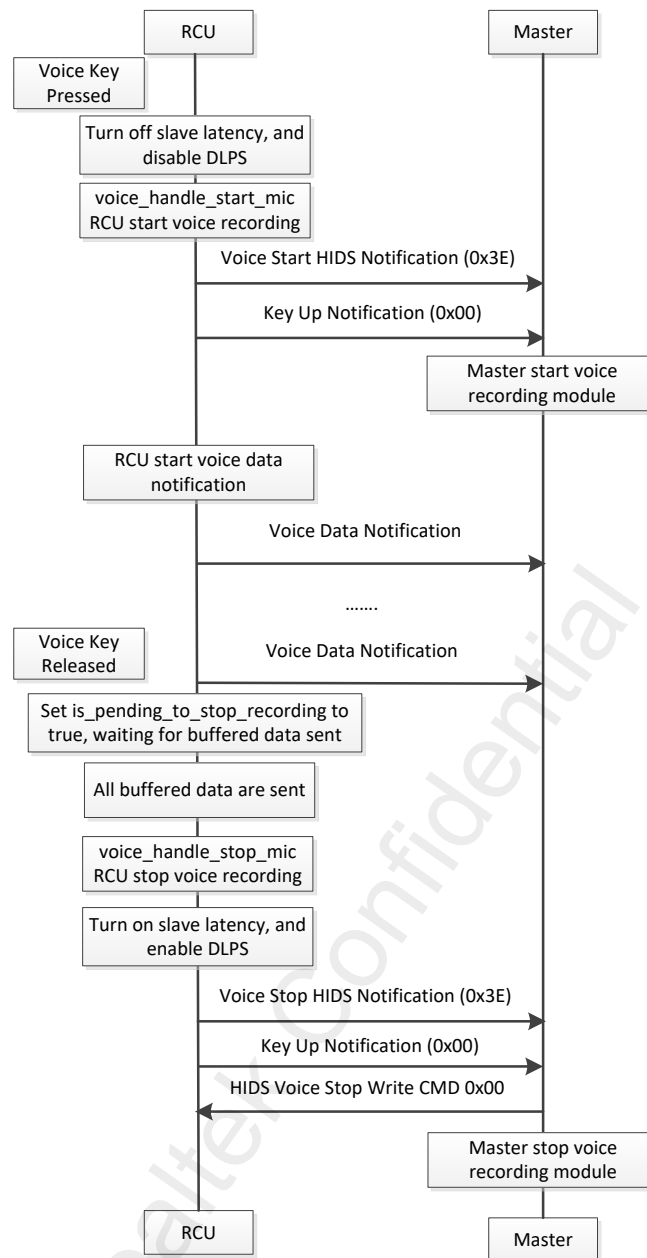 RCU
Master
Voice Key
Pressed
Turn off slave latency, and
disable DLPS
voice_handle_start_mic
RCU start voice recording
Voice Start HIDS Notification (0x3E)
Key Up Notification (0x00)
Master start voice
recording module
RCU start voice data
notification
Voice Data Notification
.......
Voice Key
Released
Voice Data Notification
Set is_pending_to_stop_recording to
true, waiting for buffered data sent
All buffered data are sent
voice_handle_stop_mic
RCU stop voice recording
Turn on slave latency, and
enable DLPS
Voice Stop HIDS Notification (0x3E)
Key Up Notification (0x00)
HIDS Voice Stop Write CMD 0x00
Master stop voice
recording module
RCU
Master
ealtek Confidential